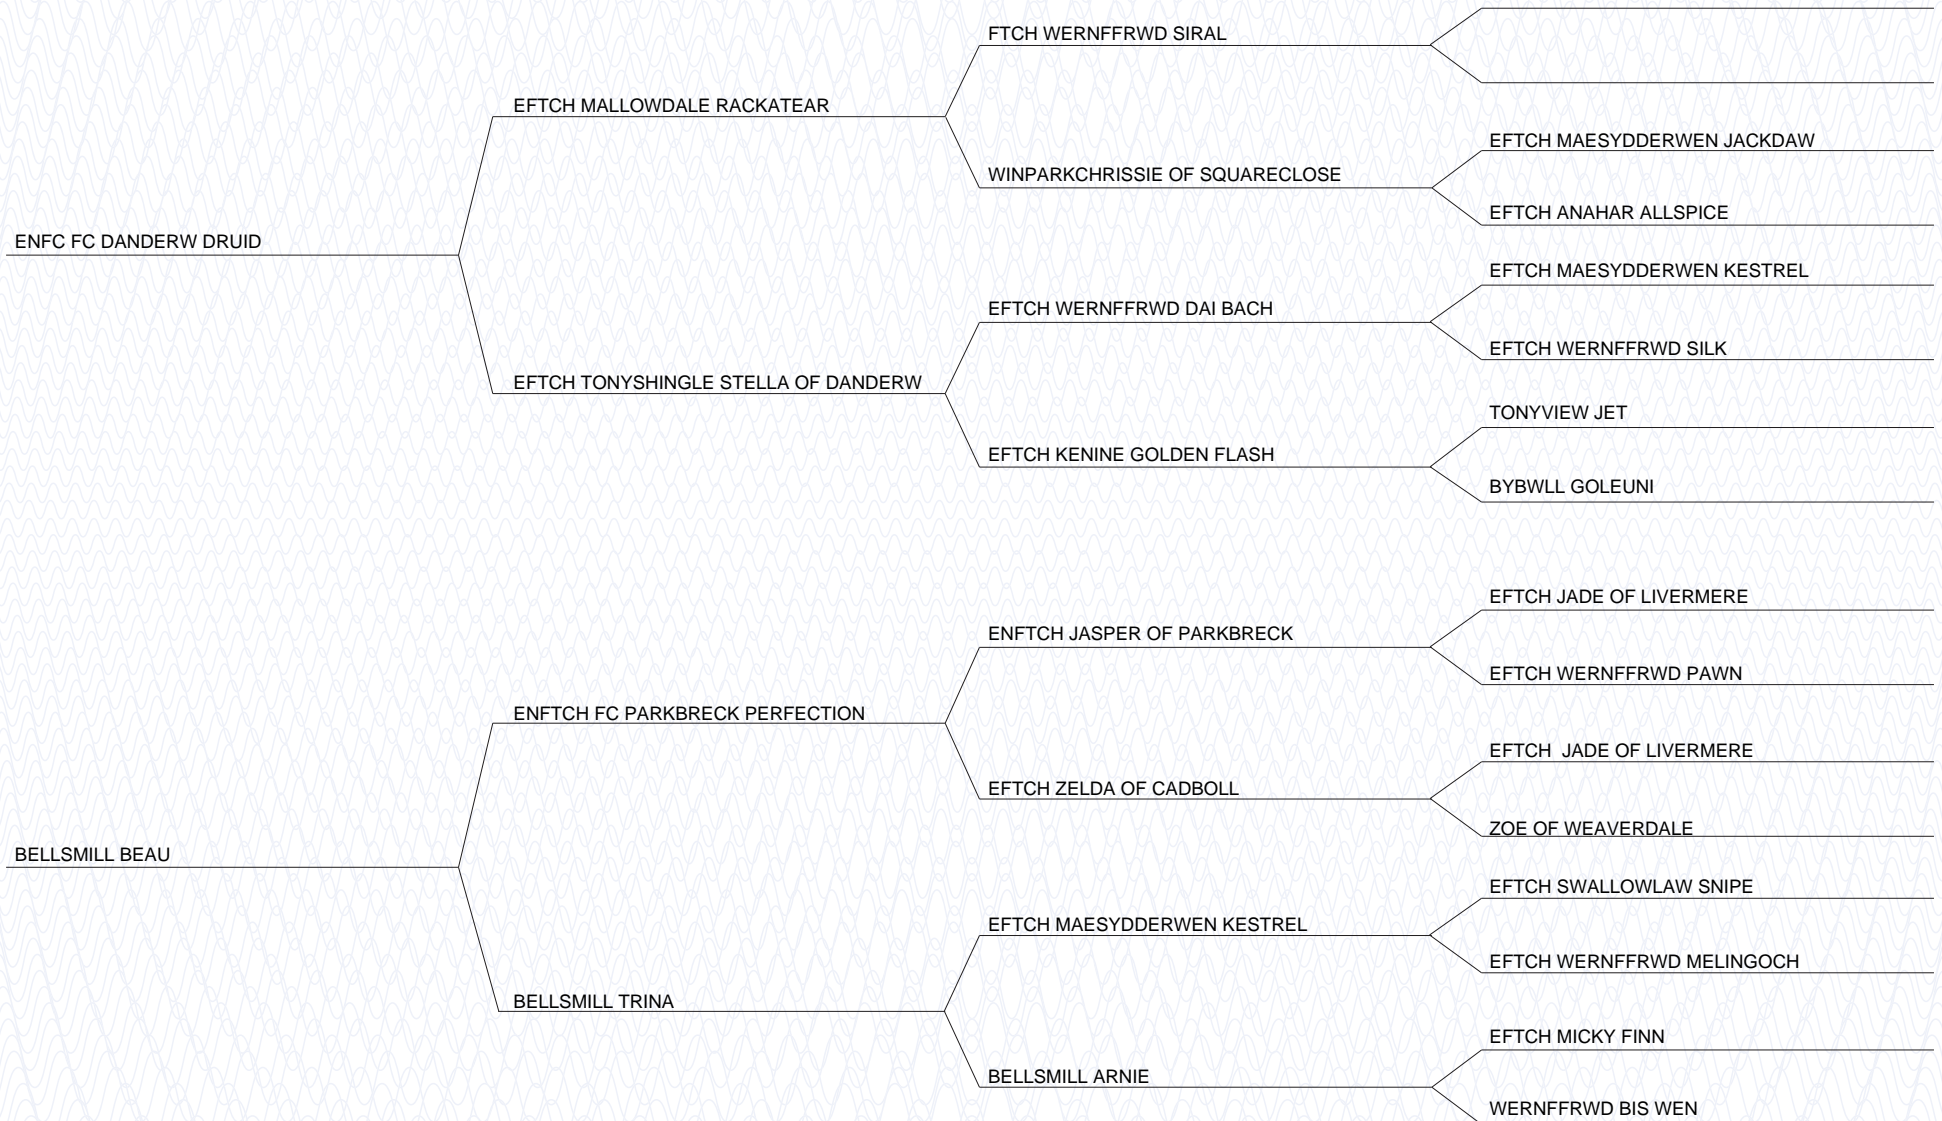 FTCH WERNFFRWD SIRAL
EFTCH MALLOWDALE RACKATEAR
EFTCH MAESYDDERWEN JACKDAW
WINPARKCHRISSIE OF SQUARECLOSE
EFTCH ANAHAR ALLSPICE
ENFC FC DANDERW DRUID
EFTCH MAESYDDERWEN KESTREL
EFTCH WERNFFRWD DAI BACH
EFTCH WERNFFRWD SILK
EFTCH TONYSHINGLE STELLA OF DANDERW
TONYVIEW JET
EFTCH KENINE GOLDEN FLASH
BYBWLL GOLEUNI
EFTCH JADE OF LIVERMERE
ENFTCH JASPER OF PARKBRECK
EFTCH WERNFFRWD PAWN
ENFTCH FC PARKBRECK PERFECTION
EFTCH  JADE OF LIVERMERE
EFTCH ZELDA OF CADBOLL
ZOE OF WEAVERDALE
BELLSMILL BEAU
EFTCH SWALLOWLAW SNIPE
EFTCH MAESYDDERWEN KESTREL
EFTCH WERNFFRWD MELINGOCH
BELLSMILL TRINA
EFTCH MICKY FINN
BELLSMILL ARNIE
WERNFFRWD BIS WEN